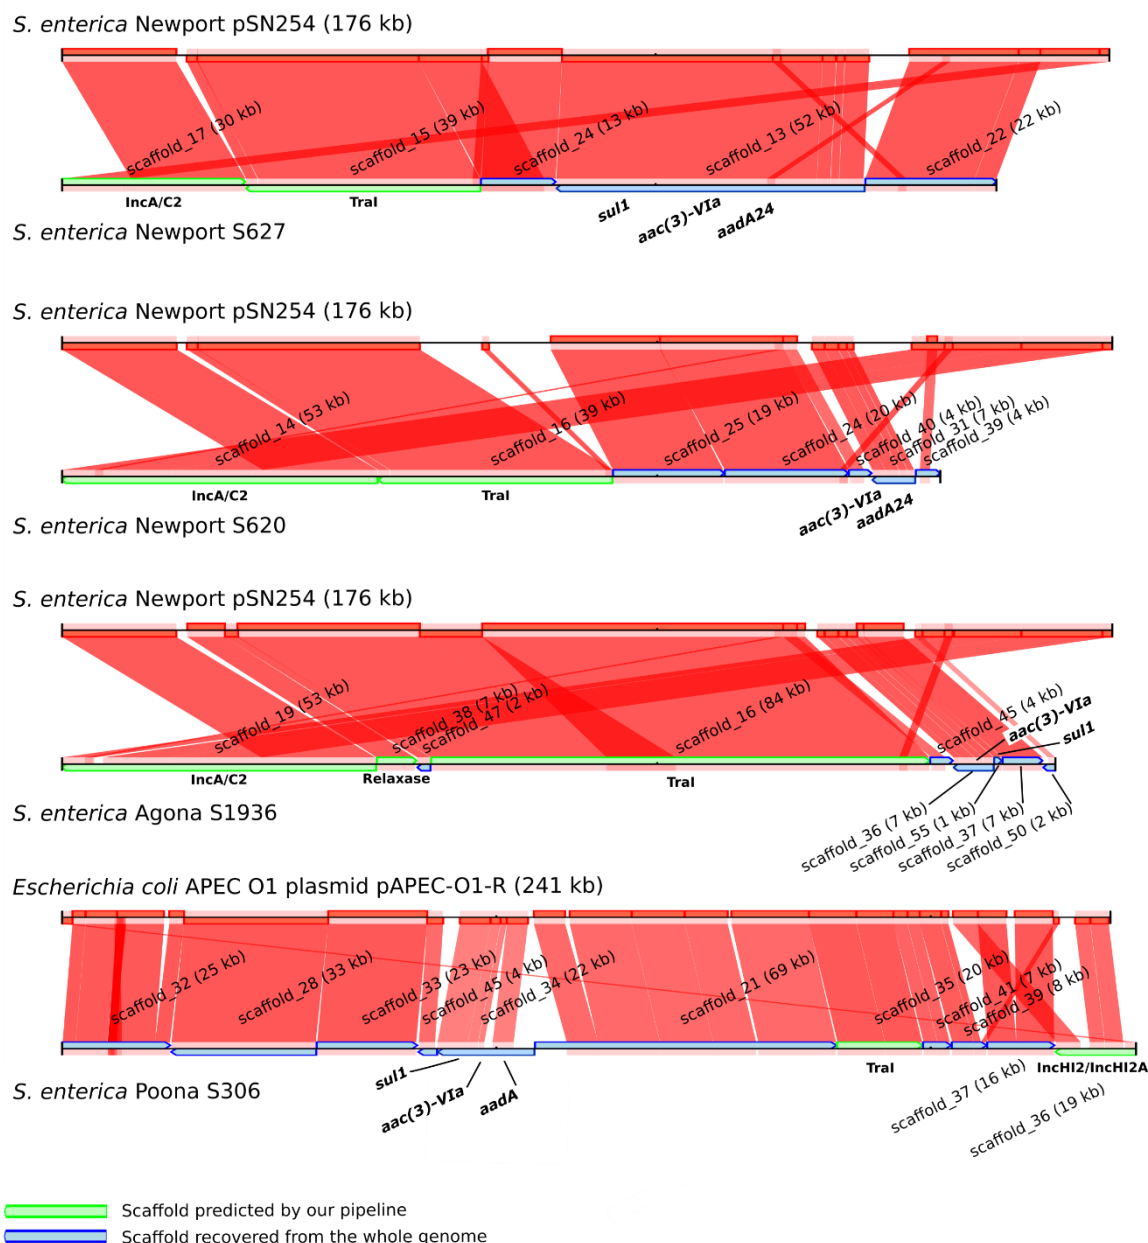 S. enterica Newport pSN254 (176 kb)
scaffold_17 (30 kb)
scaffold_15 (39 kb)
scaffold_24 (13 kb)
scaffold_13 (52 kb)
scaffold_22 (22 kb)
IncA/C2
TraI
sul1
aac(3)-VIa
aadA24
S. enterica Newport S627
S. enterica Newport pSN254 (176 kb)
scaffold_14 (53 kb)
scaffold_16 (39 kb)
scaffold_25 (19 kb)
scaffold_24 (20 kb)
scaffold_40 (4 kb)
scaffold_31 (7 kb)
scaffold_39 (4 kb)
IncA/C2
TraI
aac(3)-VIa
aadA24
S. enterica Newport S620
S. enterica Newport pSN254 (176 kb)
scaffold_19 (53 kb)
scaffold_38 (7 kb)
scaffold_47 (2 kb)
scaffold_16 (84 kb)
scaffold_45 (4 kb)
aac(3)-VIa
sul1
IncA/C2
Relaxase
TraI
scaffold_36 (7 kb)
scaffold_55 (1 kb)
scaffold_37 (7 kb)
scaffold_50 (2 kb)
S. enterica Agona S1936
Escherichia coli APEC O1 plasmid pAPEC-O1-R (241 kb)
scaffold_32 (25 kb)
scaffold_28 (33 kb)
scaffold_33 (23 kb)
scaffold_45 (4 kb)
scaffold_34 (22 kb)
scaffold_21 (69 kb)
scaffold_35 (20 kb)
scaffold_41 (7 kb)
scaffold_39 (8 kb)
sul1
aac(3)-VIa
aadA
TraI
IncHI2/IncHI2A
scaffold_37 (16 kb)
scaffold_36 (19 kb)
S. enterica Poona S306
Scaffold predicted by our pipeline
Scaffold recovered from the whole genome